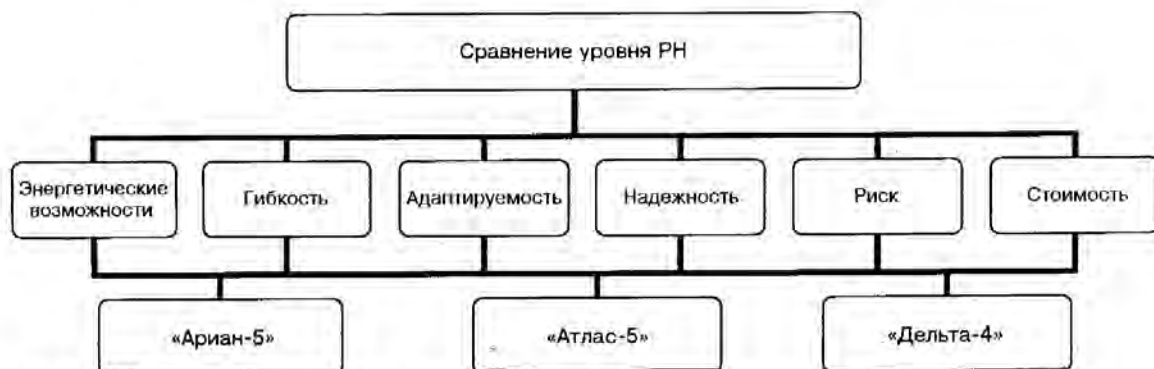 Сравнение уровня РН
Энергетические
возможности
Гибкость
Адаптируемость
Надежность
Риск
Стоимость
«Ариан-5»
«Атлас-5»
«Дельта-4»